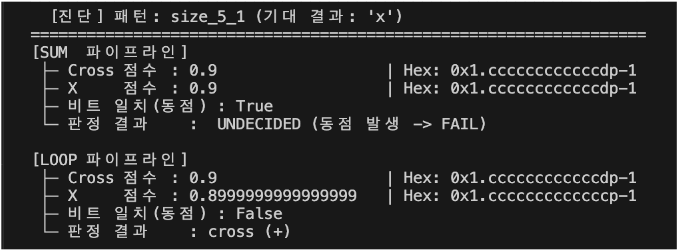 [진단] 패턴: size_5_1 (기대 결과: 'x')
==================================================================
[SUM 파이프라인]
├─ Cross 점수 : 0.9 | Hex: 0x1.ccccccccccccdp-1
├─ X 점수 : 0.9 | Hex: 0x1.ccccccccccccdp-1
├─ 비트 일치(동점) : True
└─ 판정 결과 : UNDECIDED (동점 발생 -> FAIL)
[LOOP 파이프라인]
├─ Cross 점수 : 0.9 | Hex: 0x1.ccccccccccccdp-1
├─ X 점수 : 0.8999999999999999 | Hex: 0x1.cccccccccccccp-1
├─ 비트 일치(동점) : False
└─ 판정 결과 : cross (+)